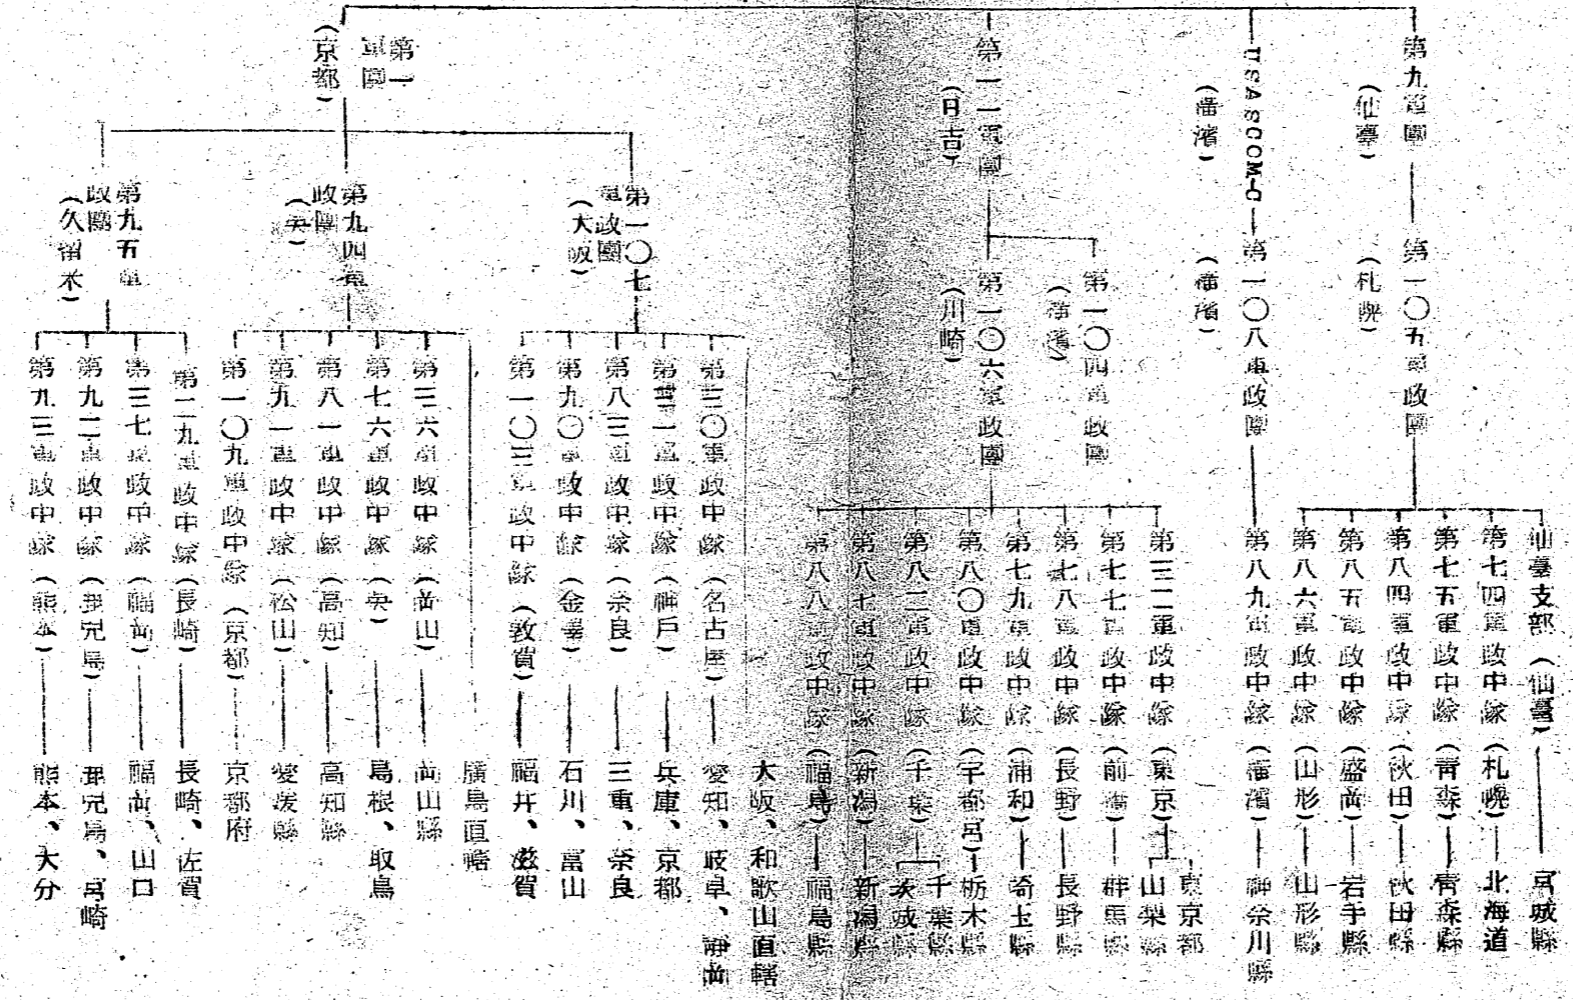 第九軍團
(仙臺)
第一〇五軍政團
(札幌)
仙臺支部(仙臺)
宮城縣
第七四軍政中隊(札幌)
北海道
第七五軍政中隊(青森)
青森縣
第八四軍政中隊(秋田)
秋田縣
第八五軍政中隊(盛岡)
岩手縣
第八六軍政中隊(山形)
山形縣
USASCOM-C
(橫濱)
第一〇八軍政團
(橫濱)
第八九軍政中隊(橫濱)
神奈川縣
第一一軍團
(日吉)
第一〇四軍政團
(橫濱)
第一〇六軍政團
(川崎)
第三二軍政中隊(東京)
東京都
山梨縣
第七七軍政中隊(前橋)
群馬縣
第七八軍政中隊(長野)
長野縣
第七九軍政中隊(浦和)
埼玉縣
第八〇軍政中隊(宇都宮)
栃木縣
第八二軍政中隊(千葉)
千葉縣
茨城縣
第八七軍政中隊(新潟)
新潟縣
第八八軍政中隊(福島)
福島縣
第一
軍團
(京都)
第一〇七
軍政團
(大阪)
大阪、和歌山直轄
第三〇軍政中隊(名古屋)
愛知、岐阜、靜岡
第三一軍政中隊(神戶)
兵庫、京都
第八三軍政中隊(奈良)
三重、奈良
第九〇軍政中隊(金澤)
石川、富山
第一〇三軍政中隊(敦賀)
福井、滋賀
第九四軍
政團
(吳)
廣島直轄
第三六軍政中隊(岡山)
岡山縣
第七六軍政中隊(吳)
島根、取鳥
第八一軍政中隊(高知)
高知縣
第九一軍政中隊(松山)
愛媛縣
第一〇九軍政中隊(京都)
京都府
第九五軍
政團
(久留米)
第二九軍政中隊(長崎)
長崎、佐賀
第三七軍政中隊(福岡)
福岡、山口
第九二軍政中隊(鹿兒島)
鹿兒島、宮崎
第九三軍政中隊(熊本)
熊本、大分